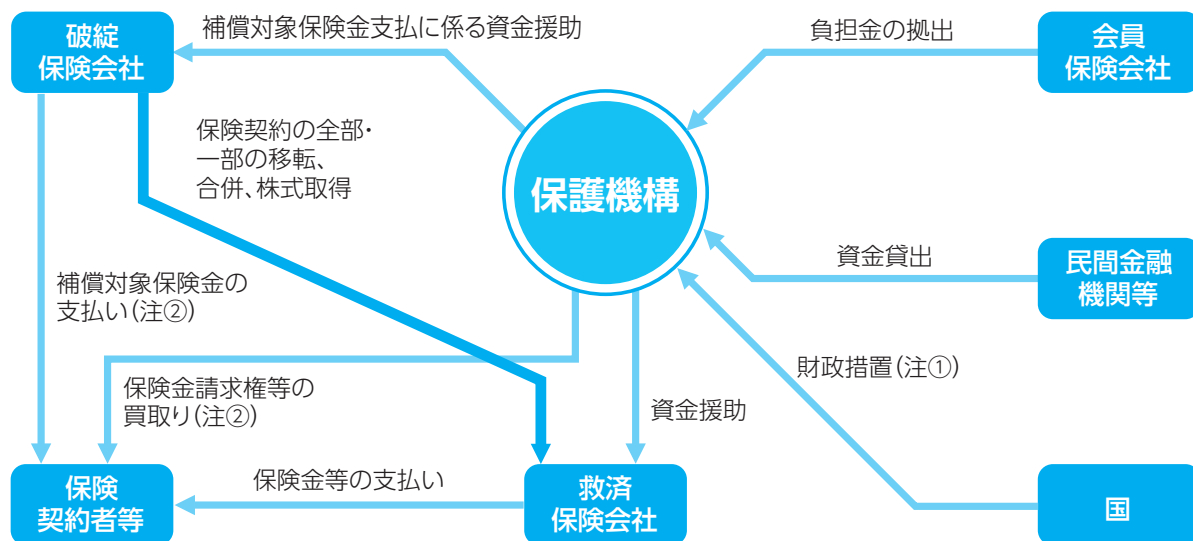 破綻
保険会社
補償対象保険金支払に係る資金援助
負担金の拠出
会員
保険会社
保険契約の全部・
一部の移転、
合併、株式取得
保護機構
補償対象保険金の
支払い(注②)
資金貸出
民間金融
機関等
保険金請求権等の
買取り(注②)
財政措置(注①)
資金援助
保険
契約者等
保険金等の支払い
救済
保険会社
国